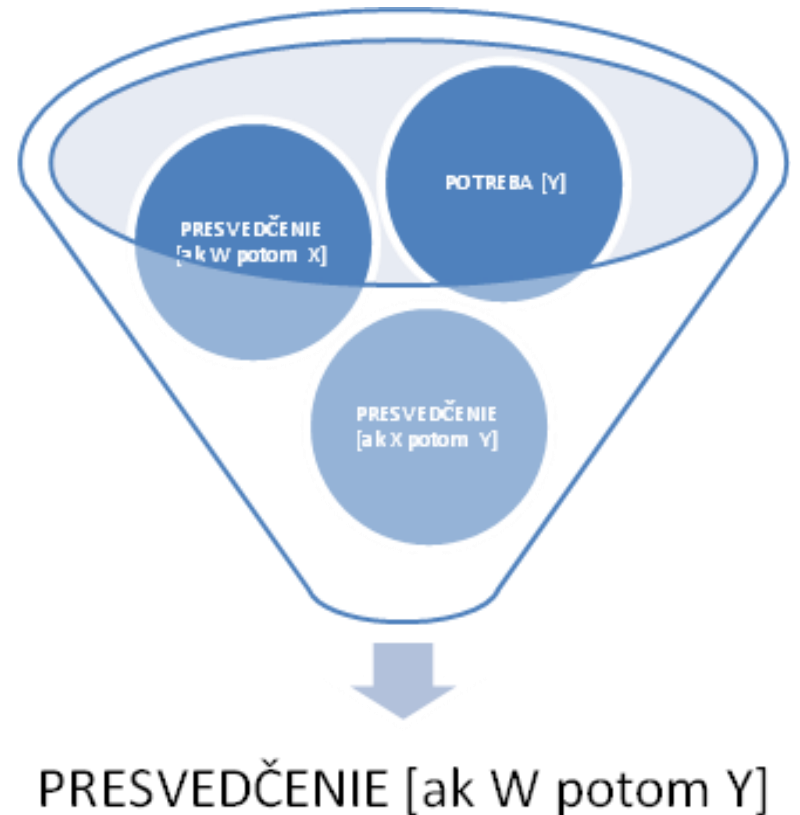 POTREBA [Y]
PRESVEDČENIE
[ak W potom X]
PRESVEDČENIE
[ak X potom Y]
PRESVEDČENIE [ak W potom Y]